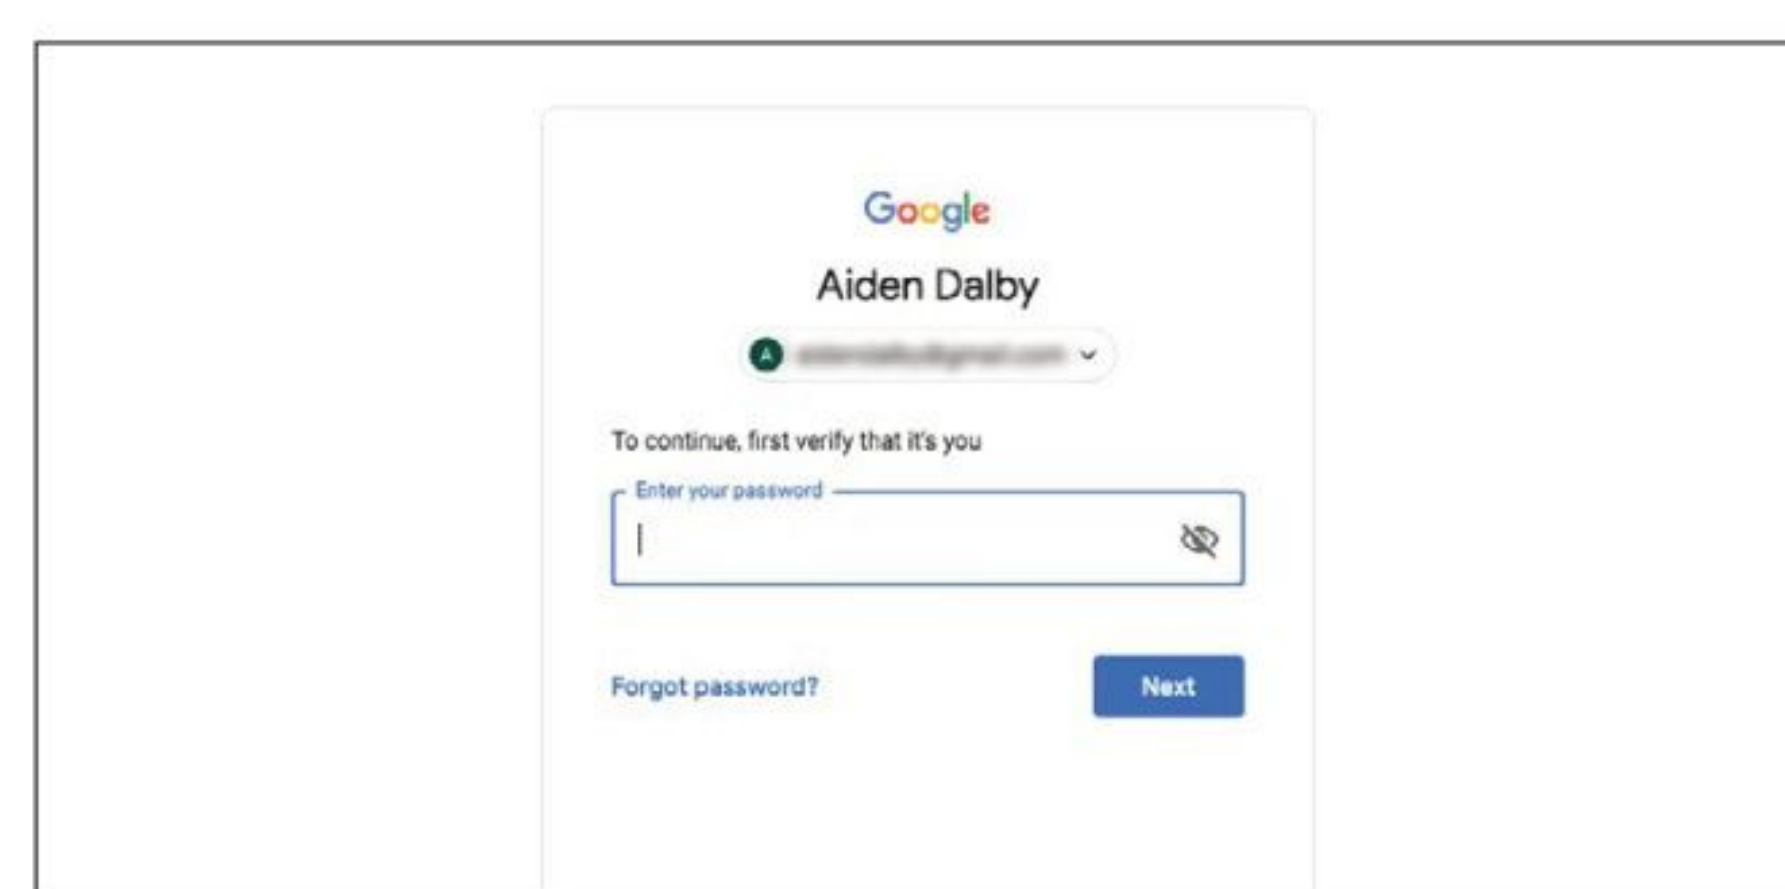 Google
Aiden Dalby
A
To continue, first verify that it's you
Enter your password
Forgot password?
Next